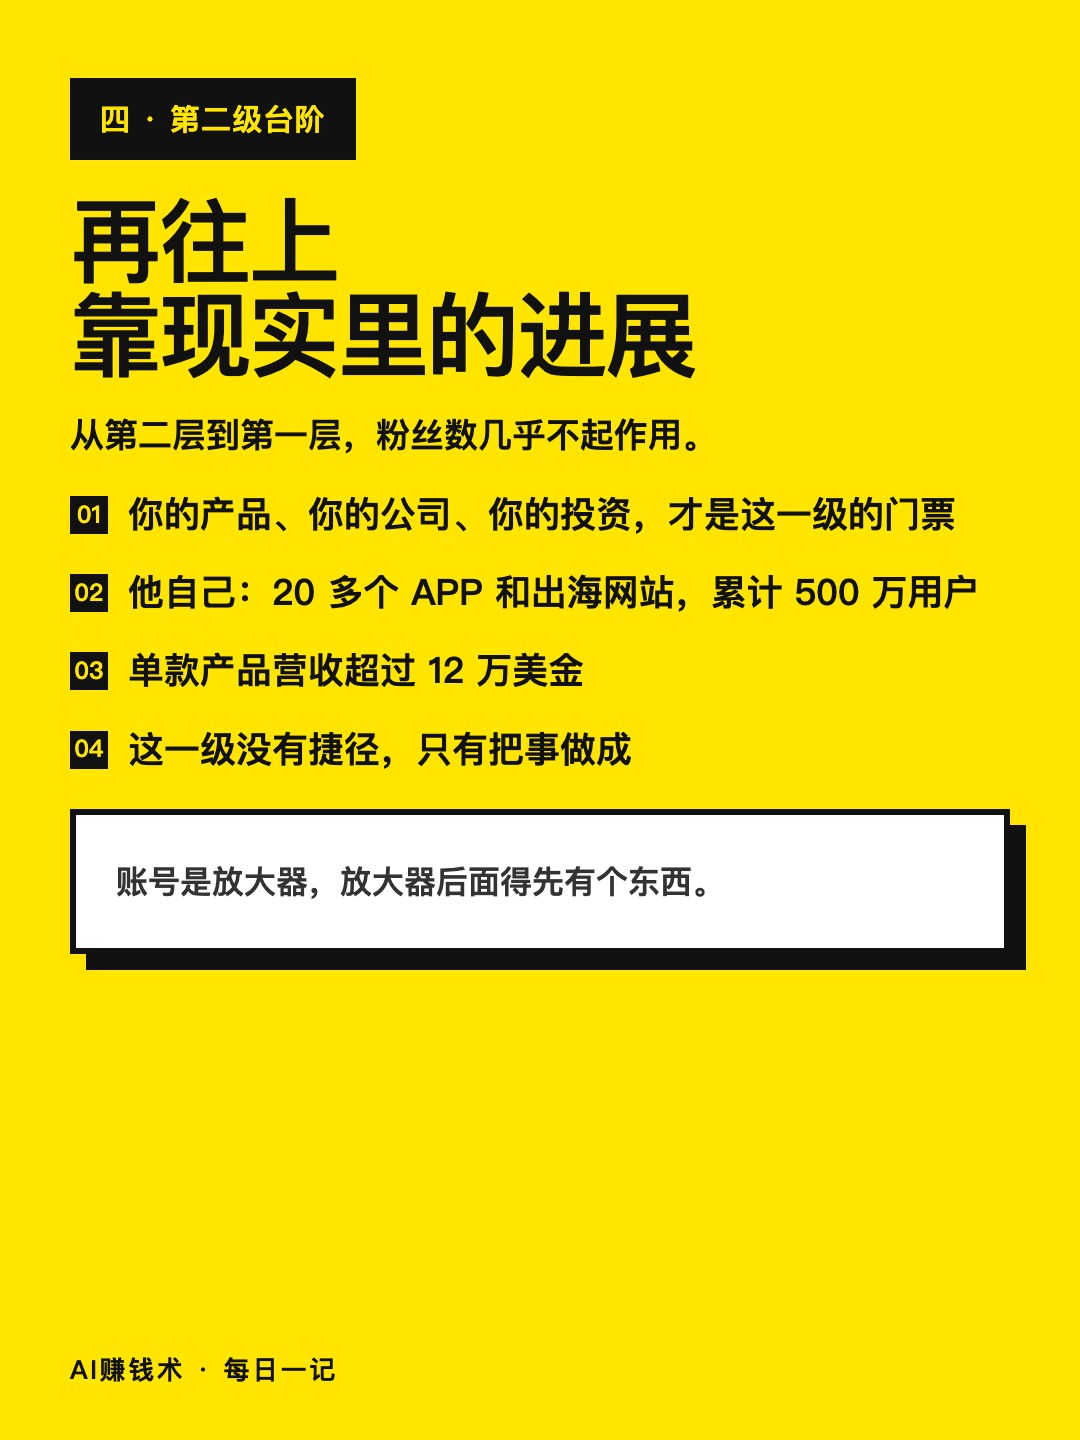 四 · 第二级台阶
再往上
靠现实里的进展
从第二层到第一层，粉丝数几乎不起作用。
01 你的产品、你的公司、你的投资，才是这一级的门票
02 他自己：20 多个 APP 和出海网站，累计 500 万用户
03 单款产品营收超过 12 万美金
04 这一级没有捷径，只有把事做成
账号是放大器，放大器后面得先有个东西。
AI赚钱术 · 每日一记